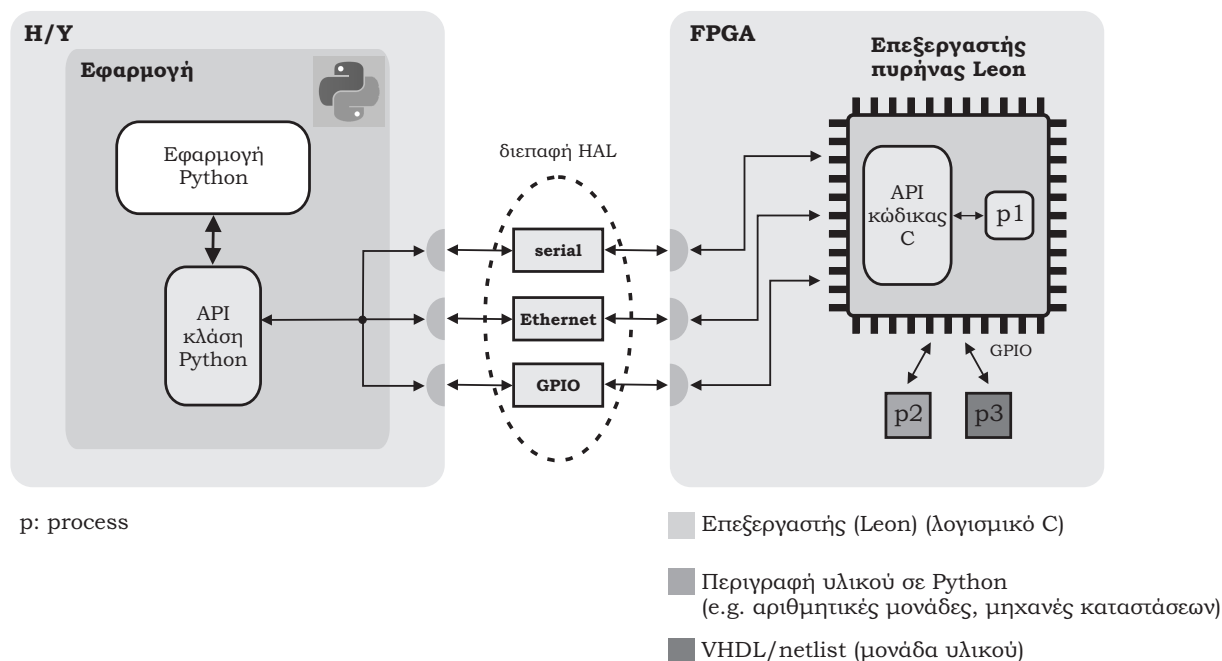 Η/Υ
Εφαρμογή
Εφαρμογή
Python
API
κλάση
Python
διεπαφή HAL
serial
Ethernet
GPIO
FPGA
Επεξεργαστής
πυρήνας Leon
API
κώδικας
C
p1
GPIO
p2
p3
p: process
Επεξεργαστής (Leon) (λογισμικό C)
Περιγραφή υλικού σε Python
(e.g. αριθμητικές μονάδες, μηχανές καταστάσεων)
VHDL/netlist (μονάδα υλικού)